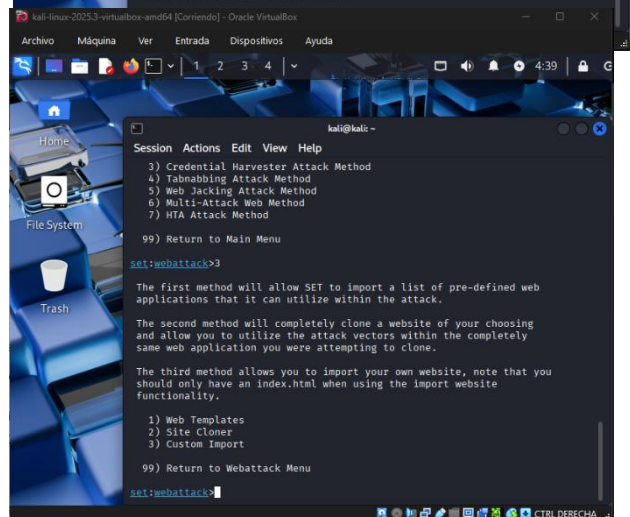 kali-linux-2025.3-virtualbox-amd64 [Corriendo] - Oracle VirtualBox
Archivo Máquina Ver Entrada Dispositivos Ayuda
1 2 3 4 4:39
kali@kali: ~
Session Actions Edit View Help
3) Credential Harvester Attack Method
4) Tabnabbing Attack Method
5) Web Jacking Attack Method
6) Multi-Attack Web Method
7) HTA Attack Method
99) Return to Main Menu
set:webattack>3
The first method will allow SET to import a list of pre-defined web
applications that it can utilize within the attack.
The second method will completely clone a website of your choosing
and allow you to utilize the attack vectors within the completely
same web application you were attempting to clone.
The third method allows you to import your own website, note that you
should only have an index.html when using the import website
functionality.
1) Web Templates
2) Site Cloner
3) Custom Import
99) Return to Webattack Menu
set:webattack>
Home
File System
Trash
CTRL DERECHA